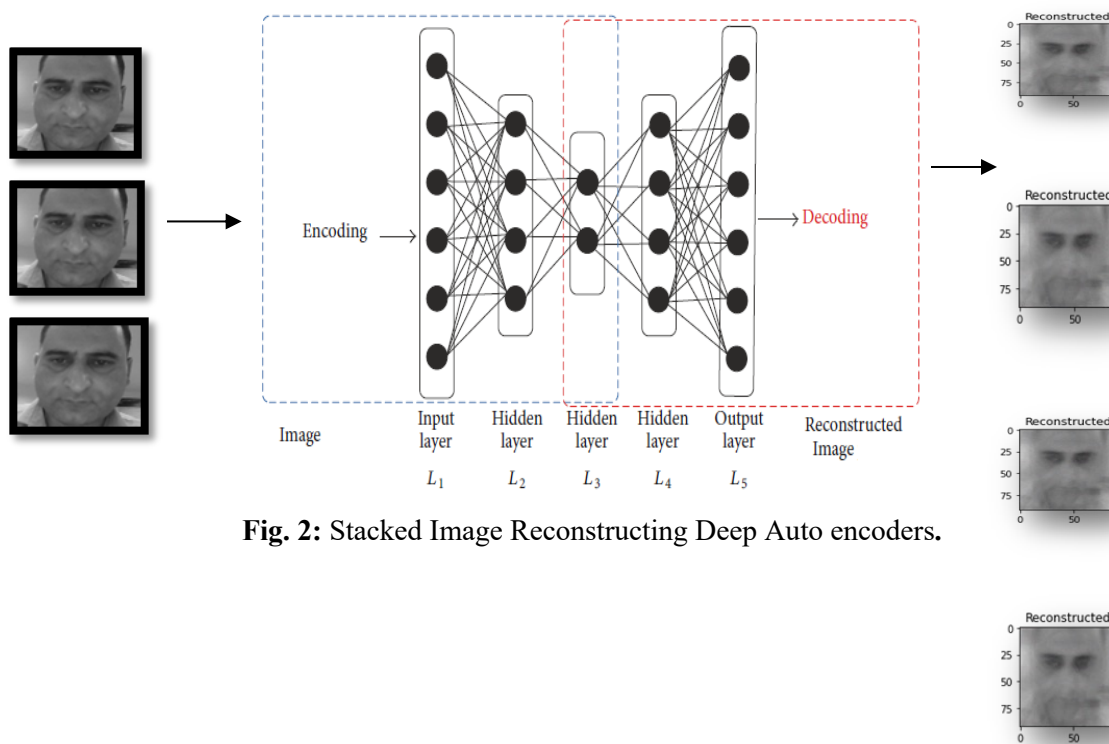 Reconstructed
0
25
50
75
0 50
Encoding
Decoding
Reconstructed
0
25
50
75
0 50
Image
Input layer
Hidden layer
Hidden layer
Hidden layer
Output layer
Reconstructed Image
L1 L2 L3 L4 L5
Reconstructed
0
25
50
75
0 50
Fig. 2: Stacked Image Reconstructing Deep Auto encoders.
Reconstructed
0
25
50
75
0 50